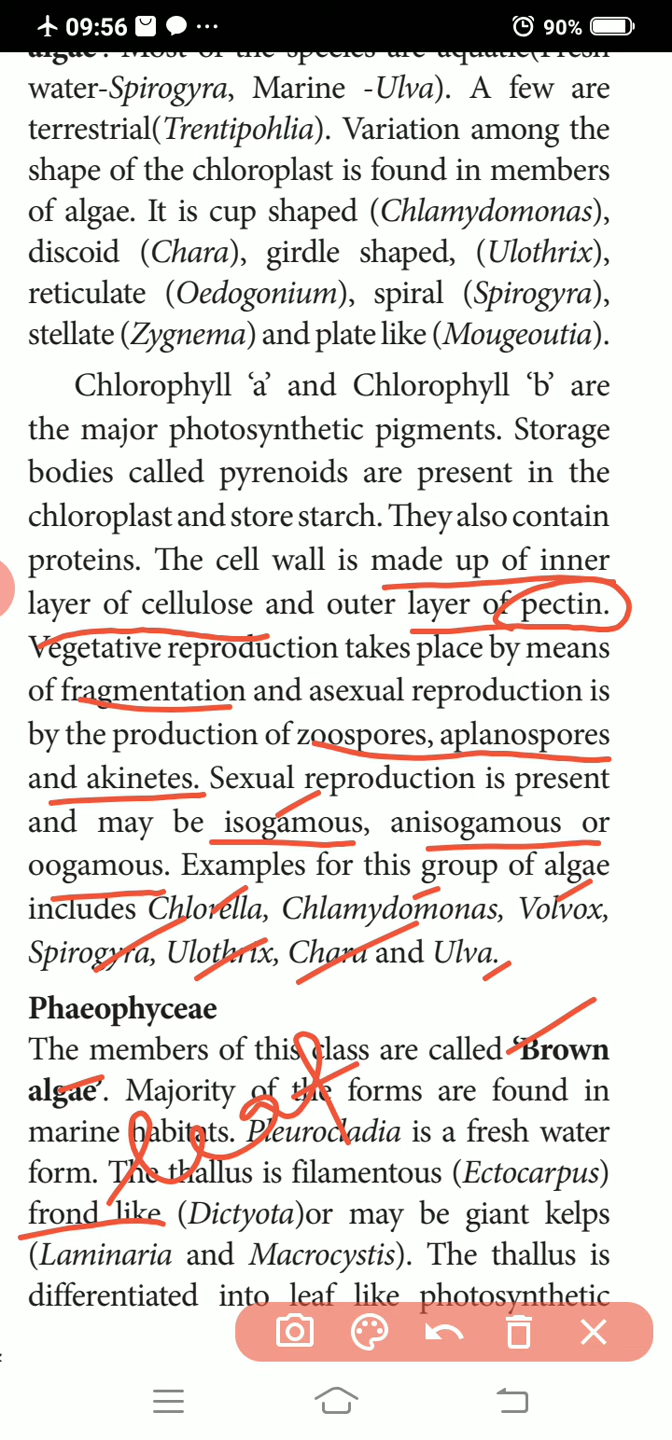 09:56
90%
algae'. Most of the species are aquatic(Fresh
water-Spirogyra, Marine -Ulva). A few are
terrestrial(Trentipohlia). Variation among the
shape of the chloroplast is found in members
of algae. It is cup shaped (Chlamydomonas),
discoid (Chara), girdle shaped, (Ulothrix),
reticulate (Oedogonium), spiral (Spirogyra),
stellate (Zygnema) and plate like (Mougeoutia).
Chlorophyll ‘a’ and Chlorophyll ‘b’ are
the major photosynthetic pigments. Storage
bodies called pyrenoids are present in the
chloroplast and store starch. They also contain
proteins. The cell wall is made up of inner
layer of cellulose and outer layer of pectin.
Vegetative reproduction takes place by means
of fragmentation and asexual reproduction is
by the production of zoospores, aplanospores
and akinetes. Sexual reproduction is present
and may be isogamous, anisogamous or
oogamous. Examples for this group of algae
includes Chlorella, Chlamydomonas, Volvox,
Spirogyra, Ulothrix, Chara and Ulva.
Phaeophyceae
The members of this class are called ‘Brown
algae’. Majority of the forms are found in
marine habitats. Pleurocladia is a fresh water
form. The thallus is filamentous (Ectocarpus)
frond like (Dictyota)or may be giant kelps
(Laminaria and Macrocystis). The thallus is
differentiated into leaf like photosynthetic
leaf